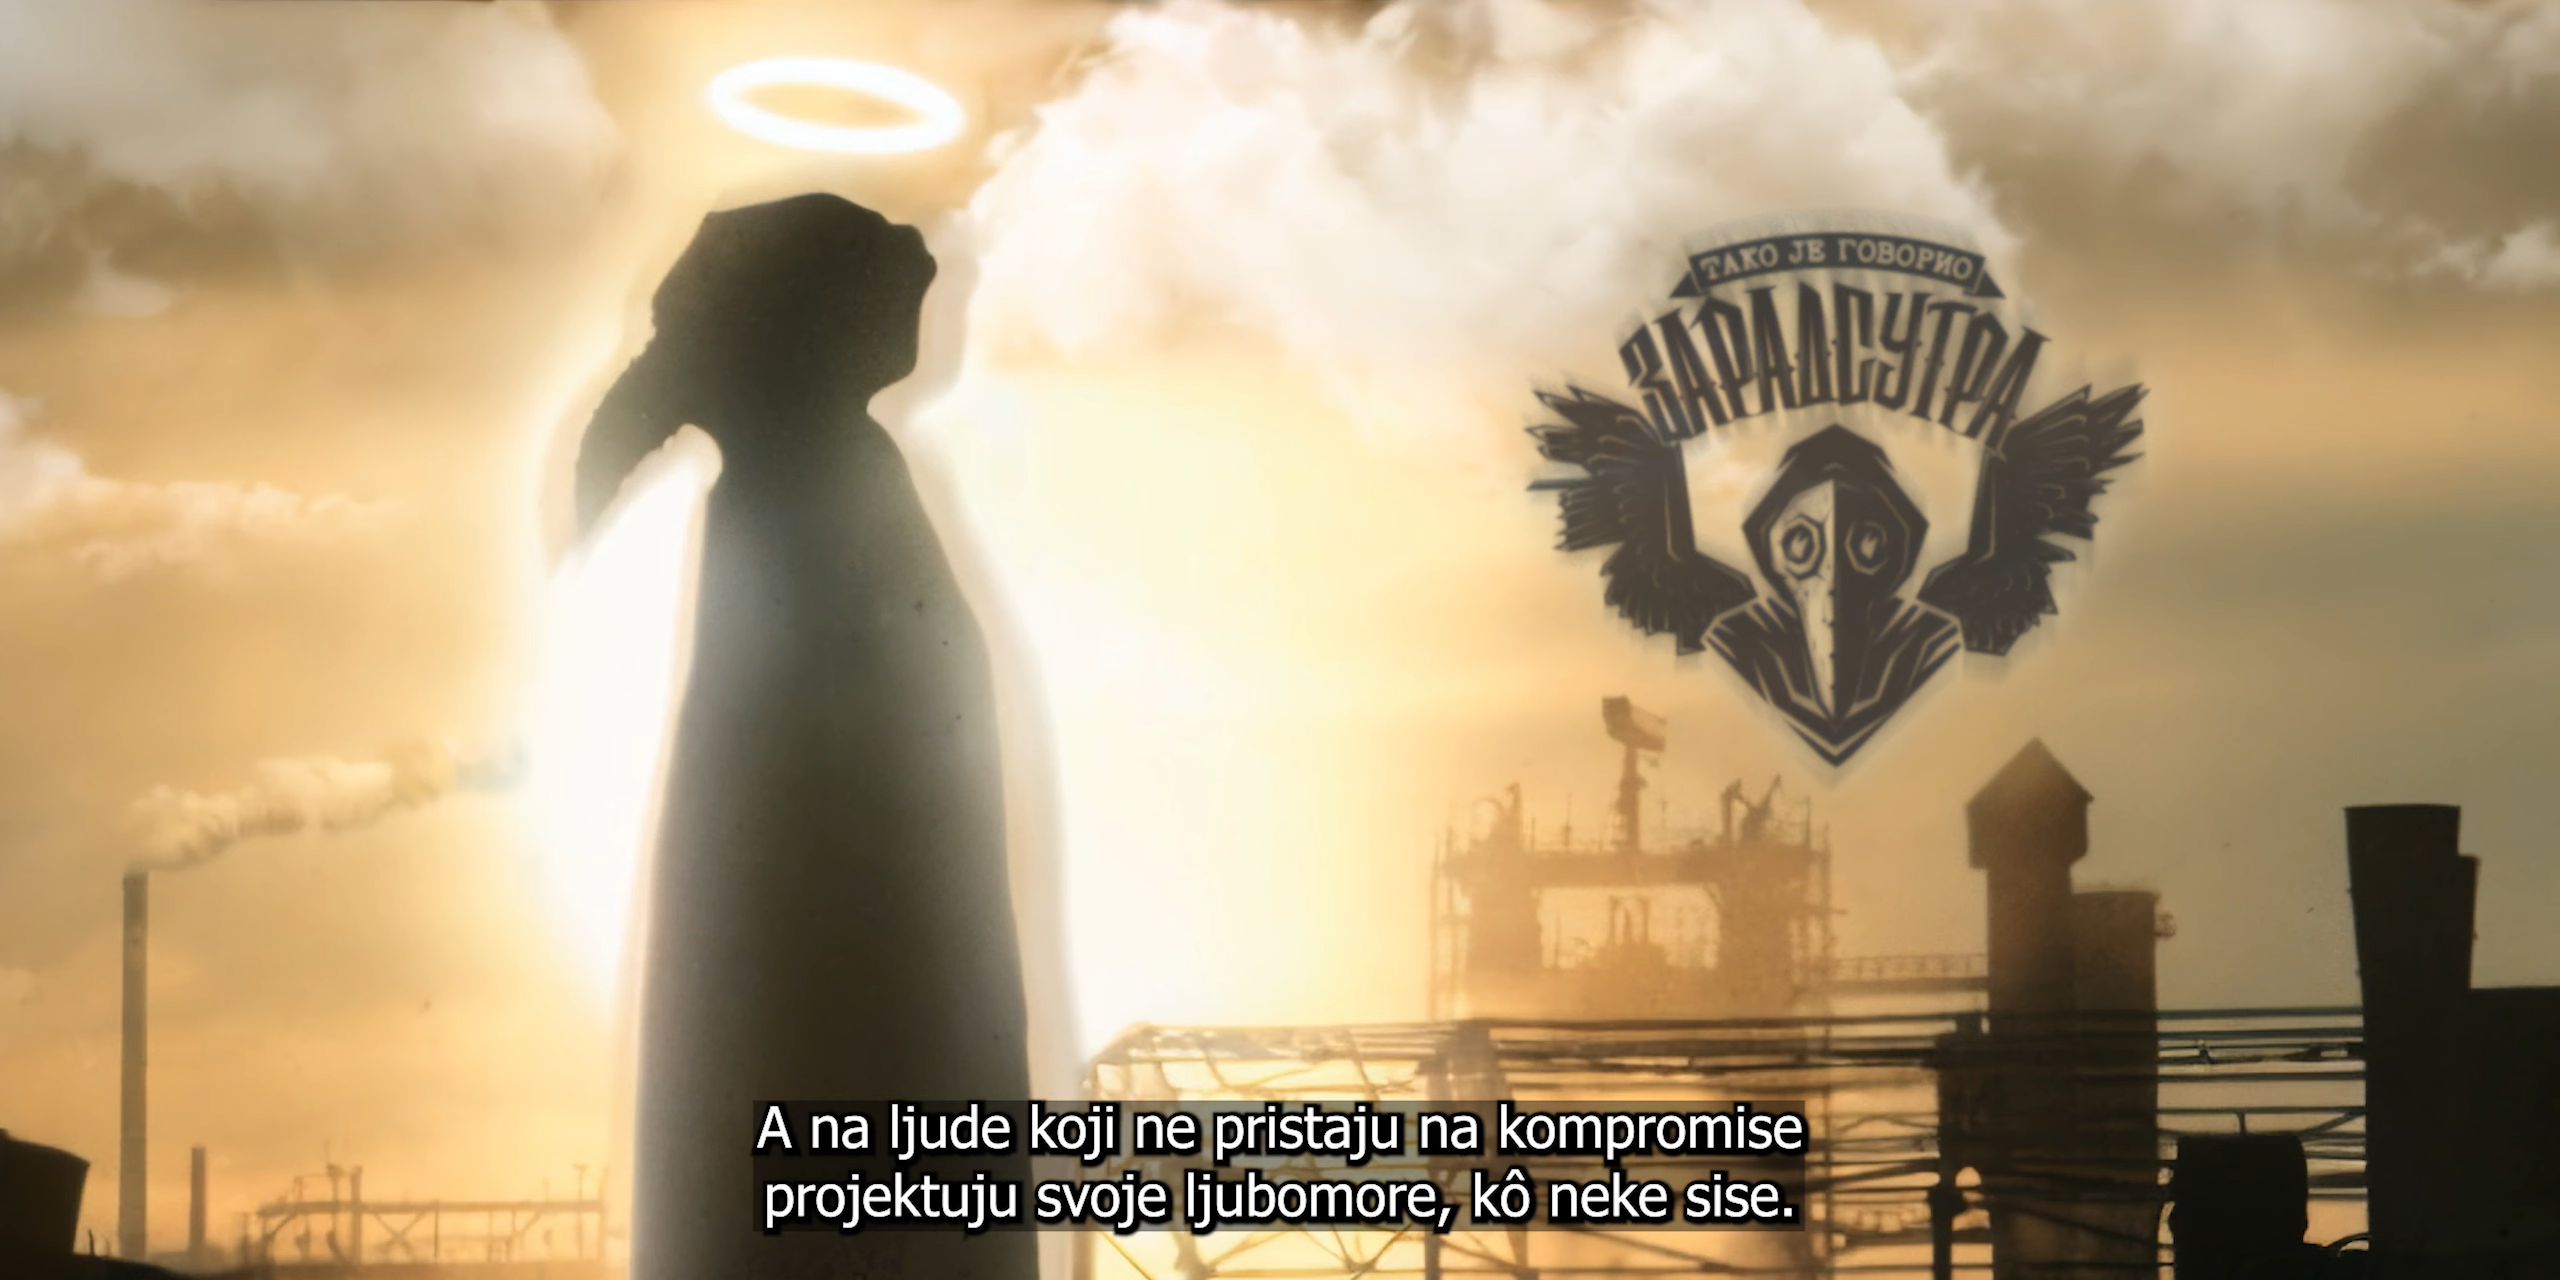 ТАКО ЈЕ ГОВОРИО
ЗАРАДСУТРА
A na ljude koji ne pristaju na kompromise
projektuju svoje ljubomore, kô neke sise.